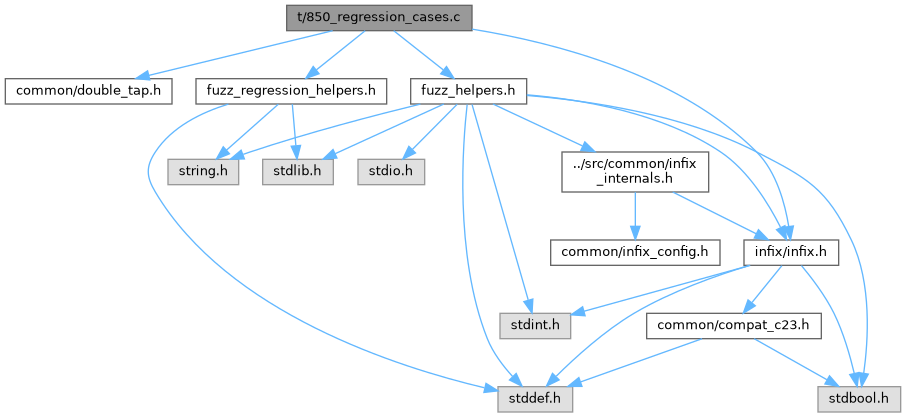 t/850_regression_cases.c
common/double_tap.h
fuzz_regression_helpers.h
fuzz_helpers.h
string.h
stdlib.h
stdio.h
../src/common/infix
_internals.h
common/infix_config.h
infix/infix.h
stdint.h
common/compat_c23.h
stddef.h
stdbool.h